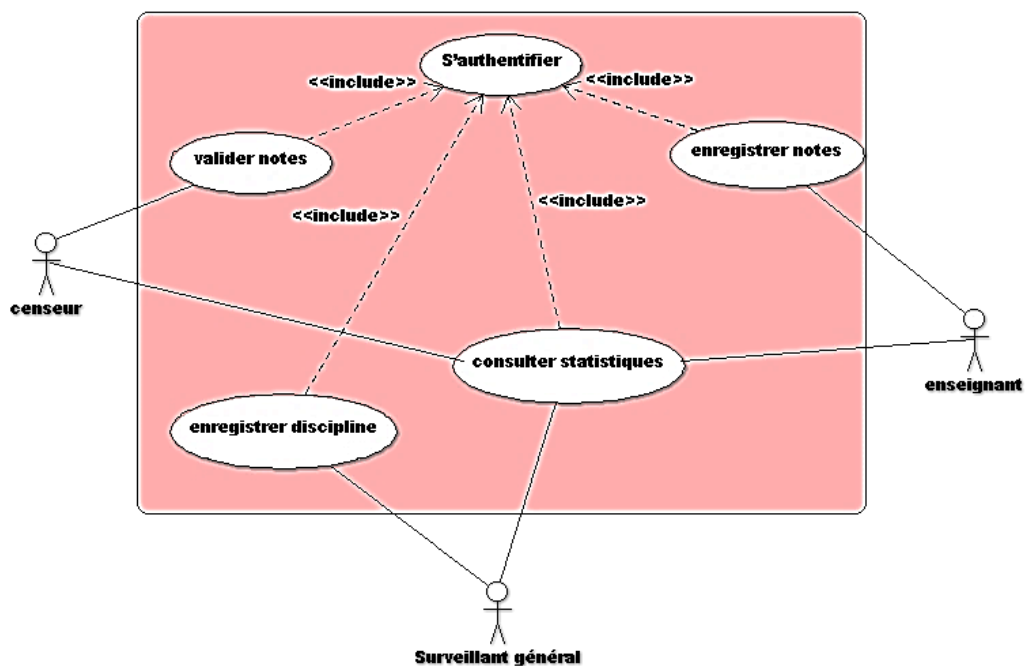 S'authentifier
<<include>>
<<include>>
valider notes
enregistrer notes
<<include>>
<<include>>
censeur
consulter statistiques
enseignant
enregistrer discipline
Surveillant général